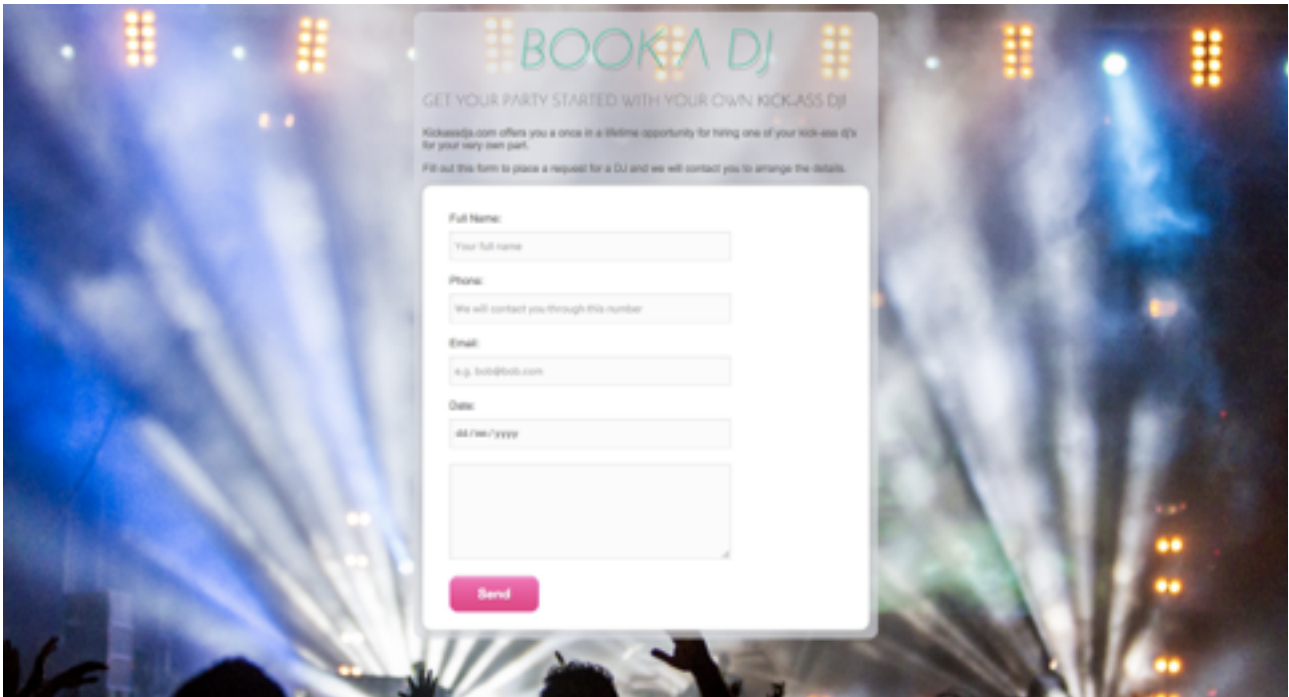 BOOK A DJ
GET YOUR PARTY STARTED WITH YOUR OWN KICK-ASS DJ!
Kickassdjs.com offers you a once in a lifetime opportunity for hiring one of your kick-ass dj's
for your very own part.
Fill out this form to place a request for a DJ and we will contact you to arrange the details.
Full Name:
Your full name
Phone:
We will contact you through this number
Email:
e.g. bob@bob.com
Date:
dd/mm/yyyy
Send